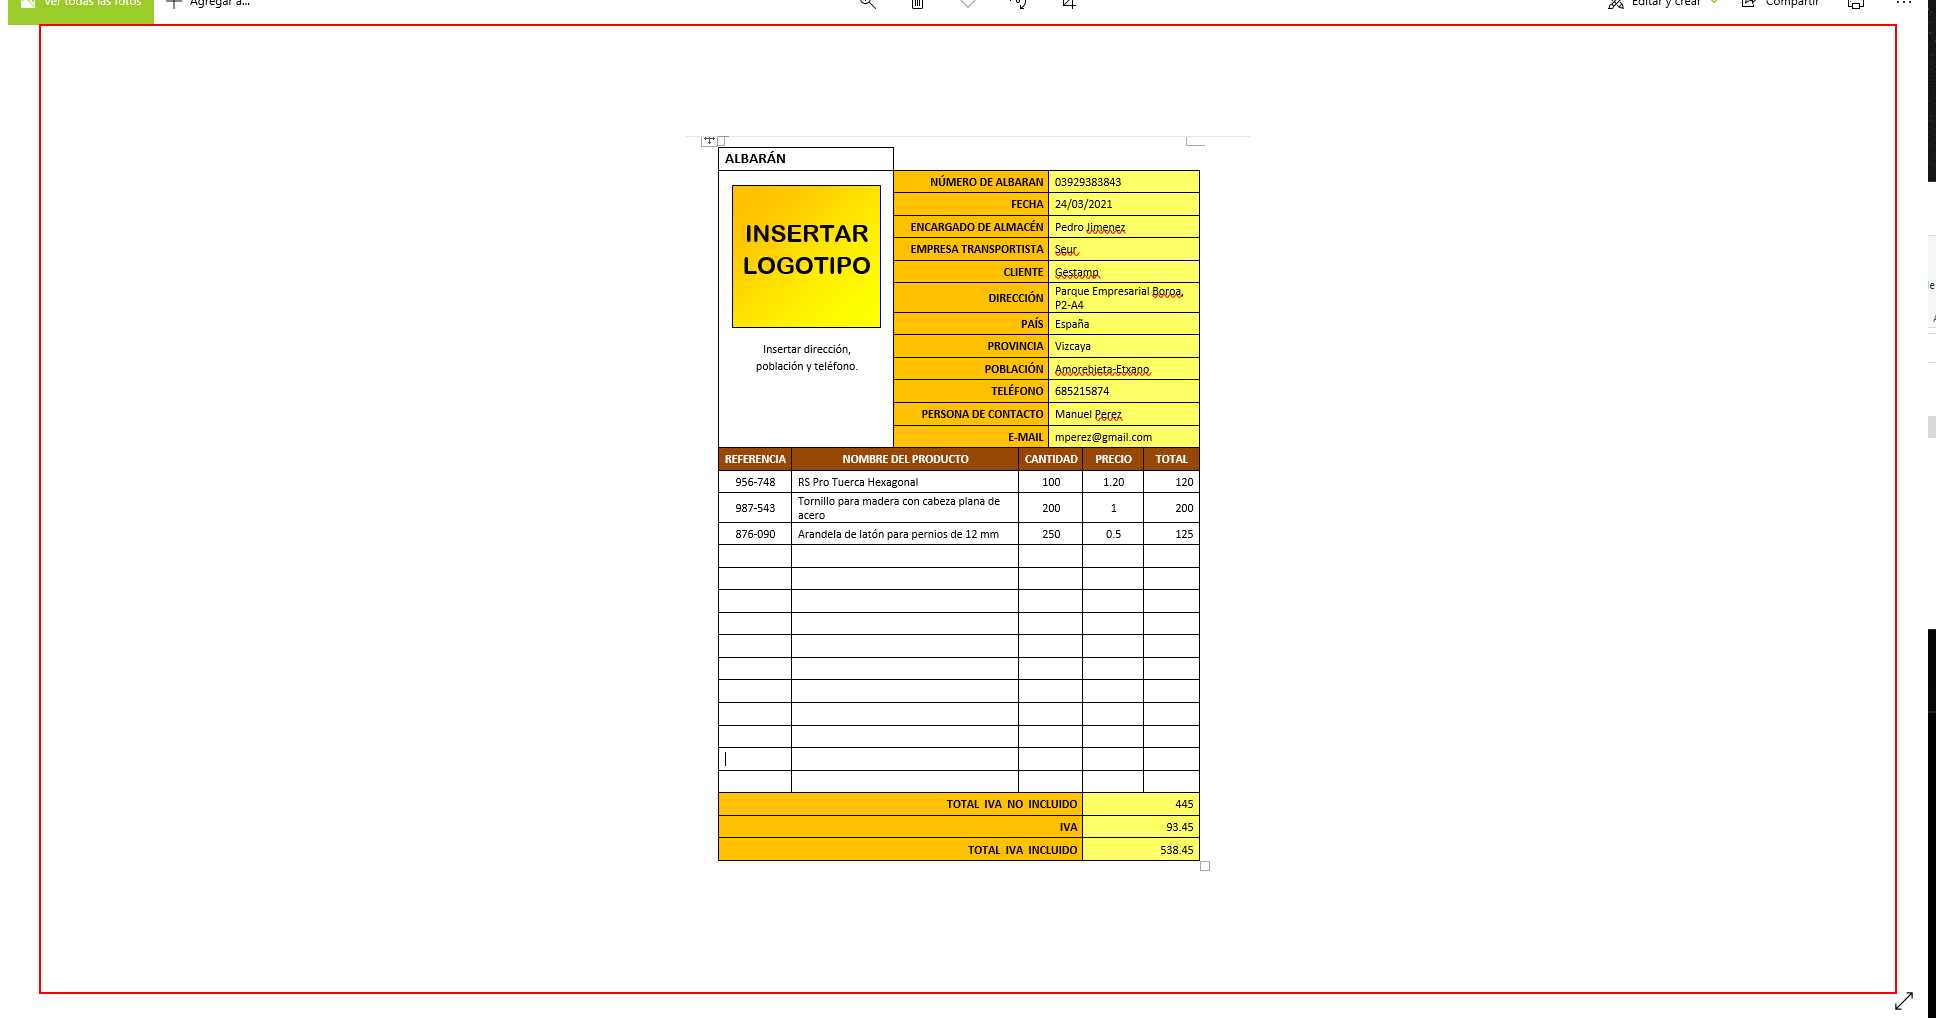 Ver todas las fotos Agregar a... Editar y crear Compartir
ALBARÁN
INSERTAR
LOGOTIPO
Insertar dirección,
población y teléfono.
NÚMERO DE ALBARAN 03929383843
FECHA 24/03/2021
ENCARGADO DE ALMACÉN Pedro Jimenez
EMPRESA TRANSPORTISTA Seur
CLIENTE Gestamp
DIRECCIÓN Parque Empresarial Boroa,
P2-A4
PAÍS España
PROVINCIA Vizcaya
POBLACIÓN Amorebieta-Etxano
TELÉFONO 685215874
PERSONA DE CONTACTO Manuel Perez
E-MAIL mperez@gmail.com
REFERENCIA NOMBRE DEL PRODUCTO CANTIDAD PRECIO TOTAL
956-748 RS Pro Tuerca Hexagonal 100 1.20 120
987-543 Tornillo para madera con cabeza plana de
acero 200 1 200
876-090 Arandela de latón para pernios de 12 mm 250 0.5 125
TOTAL IVA NO INCLUIDO 445
IVA 93.45
TOTAL IVA INCLUIDO 538.45